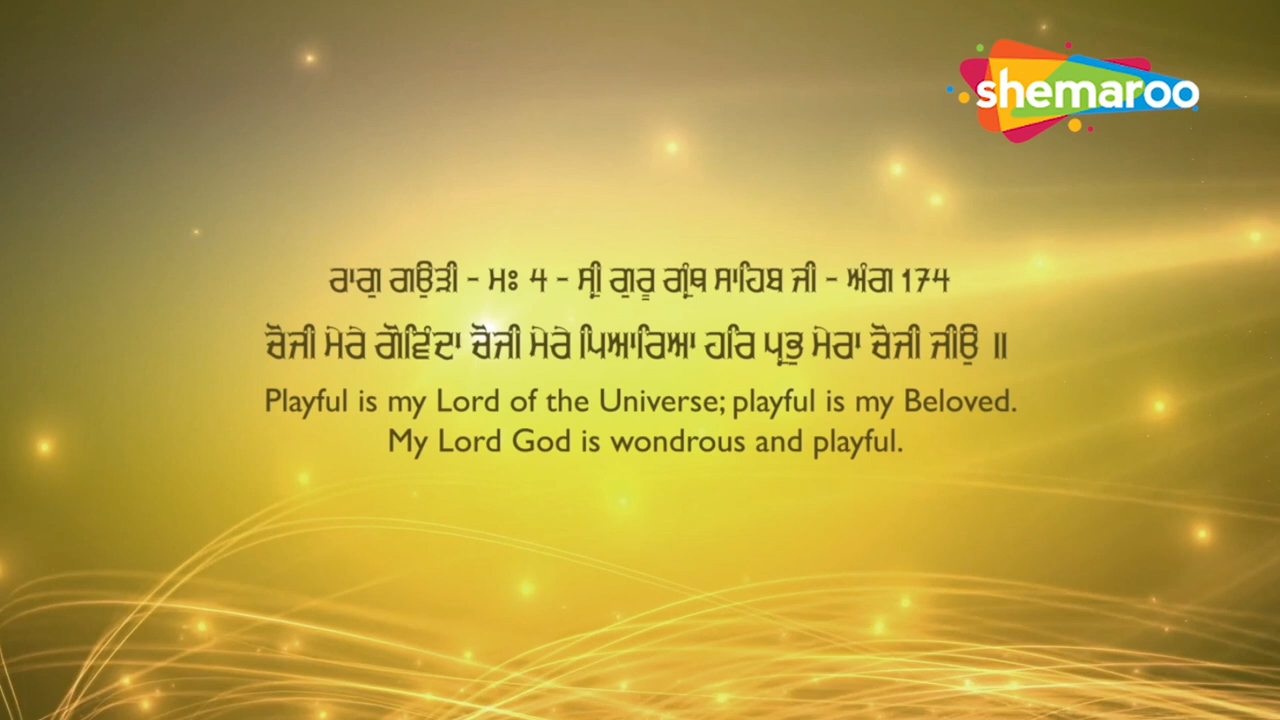 shemaroo
ਰਾਗੁ ਗਉੜੀ - ਮਃ 4 - ਸ੍ਰੀ ਗੁਰੂ ਗ੍ਰੰਥ ਸਾਹਿਬ ਜੀ - ਅੰਗ 174
ਚੋਜੀ ਮੇਰੇ ਗੋਵਿੰਦਾ ਚੋਜੀ ਮੇਰੇ ਪਿਆਰਿਆ ਹਰਿ ਪ੍ਰਭੁ ਮੇਰਾ ਚੋਜੀ ਜੀਉ ॥
Playful is my Lord of the Universe; playful is my Beloved.
My Lord God is wondrous and playful.